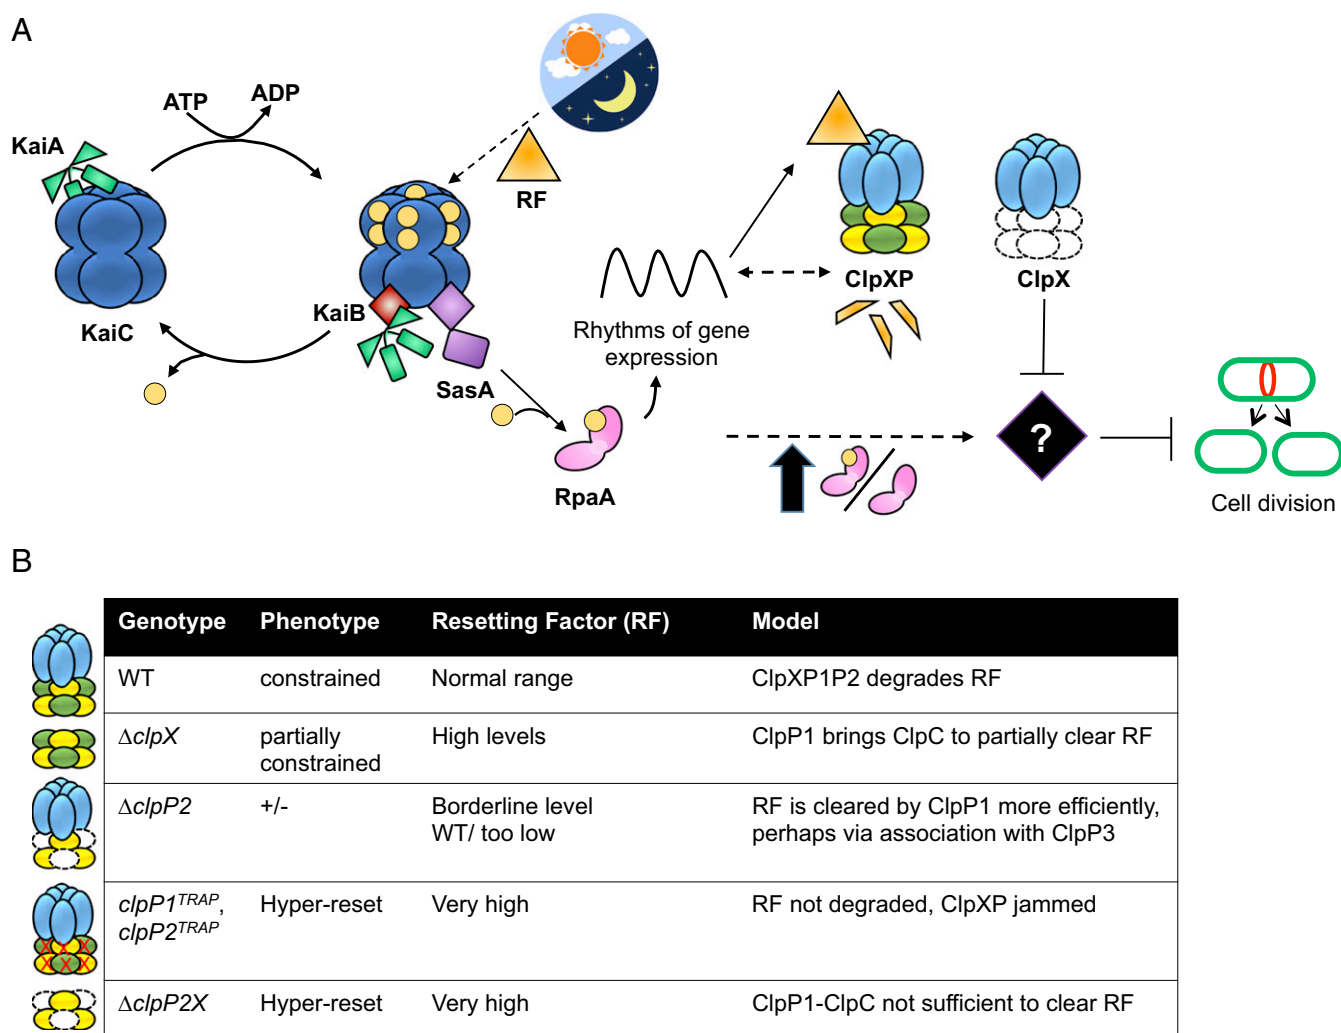 A
ATP
ADP
KaiA
RF
KaiC
KaiB
SasA
RpaA
Rhythms of gene
expression
ClpXP
ClpX
?
Cell division
B
Genotype Phenotype Resetting Factor (RF) Model
WT constrained Normal range ClpXP1P2 degrades RF
ΔclpX partially High levels ClpP1 brings ClpC to partially clear RF
constrained
ΔclpP2 +/- Borderline level RF is cleared by ClpP1 more efficiently,
WT/ too low perhaps via association with ClpP3
clpP1TRAP, Hyper-reset Very high RF not degraded, ClpXP jammed
clpP2TRAP
ΔclpP2X Hyper-reset Very high ClpP1-ClpC not sufficient to clear RF